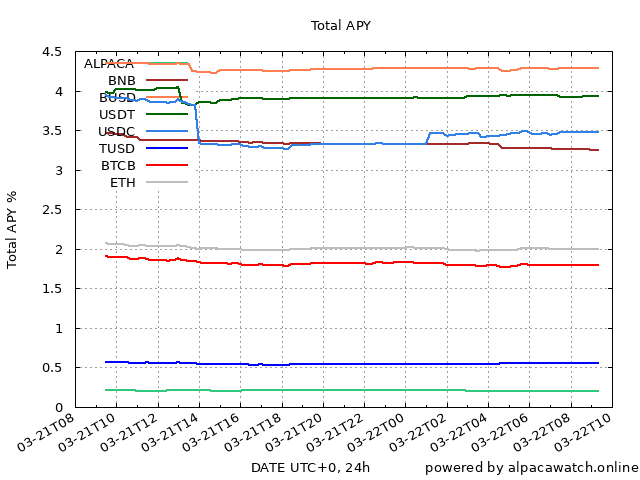 Total APY
Total APY %
4.5
4
3.5
3
2.5
2
1.5
1
0.5
0
ALPACA
BNB
BUSD
USDT
USDC
TUSD
BTCB
ETH
03-21T08
03-21T10
03-21T12
03-21T14
03-21T16
03-21T18
03-21T20
03-21T22
03-22T00
03-22T02
03-22T04
03-22T06
03-22T08
03-22T10
DATE UTC+0, 24h
powered by alpacawatch.online